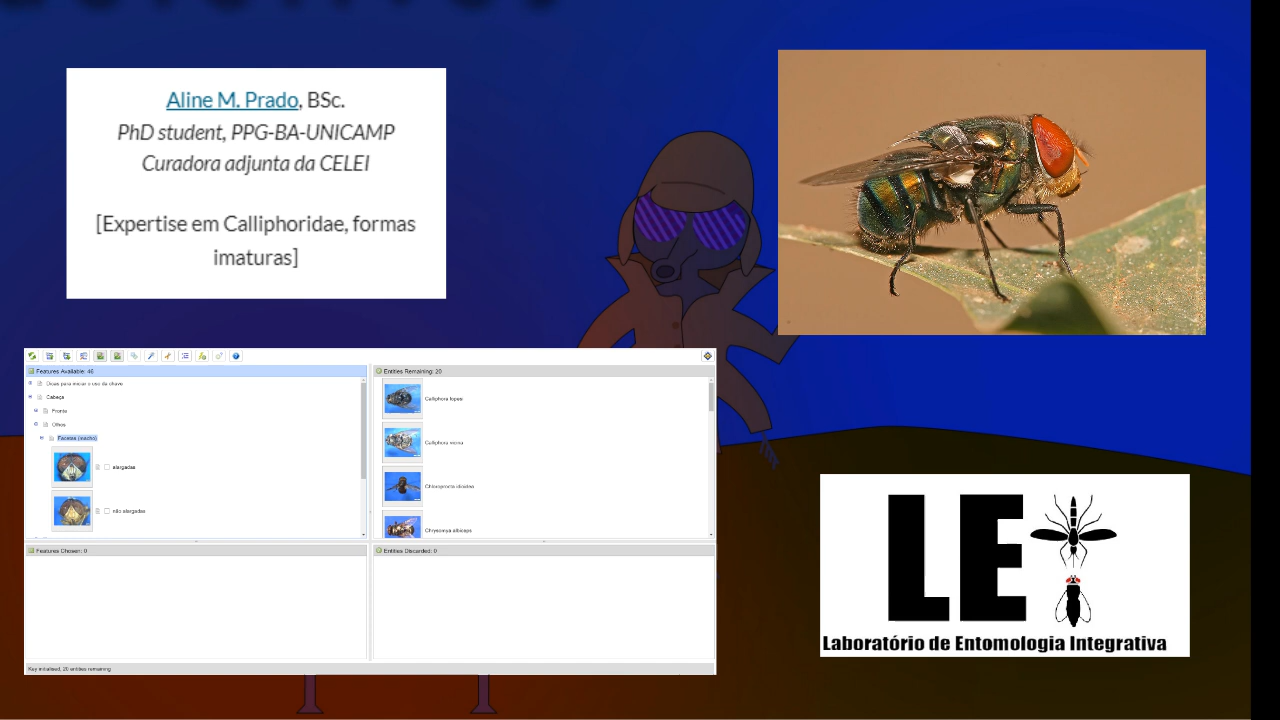 Aline M. Prado, BSc.
PhD student, PPG-BA-UNICAMP
Curadora adjunta da CELEI
[Expertise em Calliphoridae, formas
imaturas]
Features Available: 46
Dicas para iniciar o uso da chave
Cabeça
Fronte
Olhos
Facetas (macho)
alargadas
não alargadas
Entities Remaining: 20
Calliphora lopesi
Calliphora vicina
Chloroprocta idioidea
Chrysomya albiceps
Features Chosen: 0
Entities Discarded: 0
Key initialised, 20 entities remaining
LE
Laboratório de Entomologia Integrativa